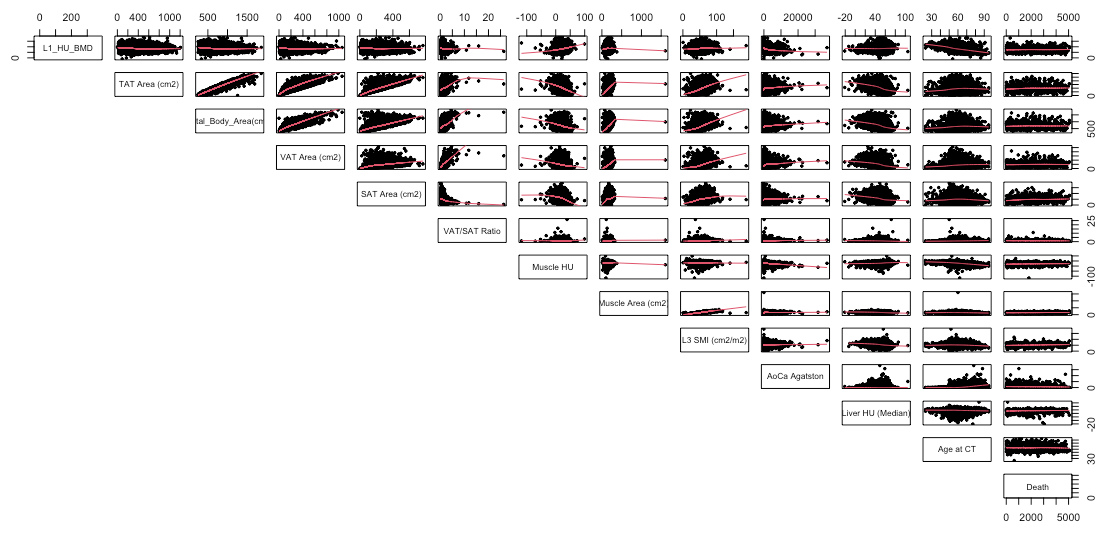 0 200
0 400 1000
500 1500
0 400 1000
0 400
0 10 20
-100 0 100
0 1000
0 100
0 20000
-20 40 100
30 60 90
0 2000 5000
L1_HU_BMD
0
0
TAT Area (cm2)
0
tal_Body_Area(cm
500
VAT Area (cm2)
0
SAT Area (cm2)
0
VAT/SAT Ratio
0 25
Muscle HU
-100
Muscle Area (cm2
0
L3 SMI (cm2/m2)
0
AoCa Agatston
0
Liver HU (Median)
-20
Age at CT
30
Death
0
0 2000 5000